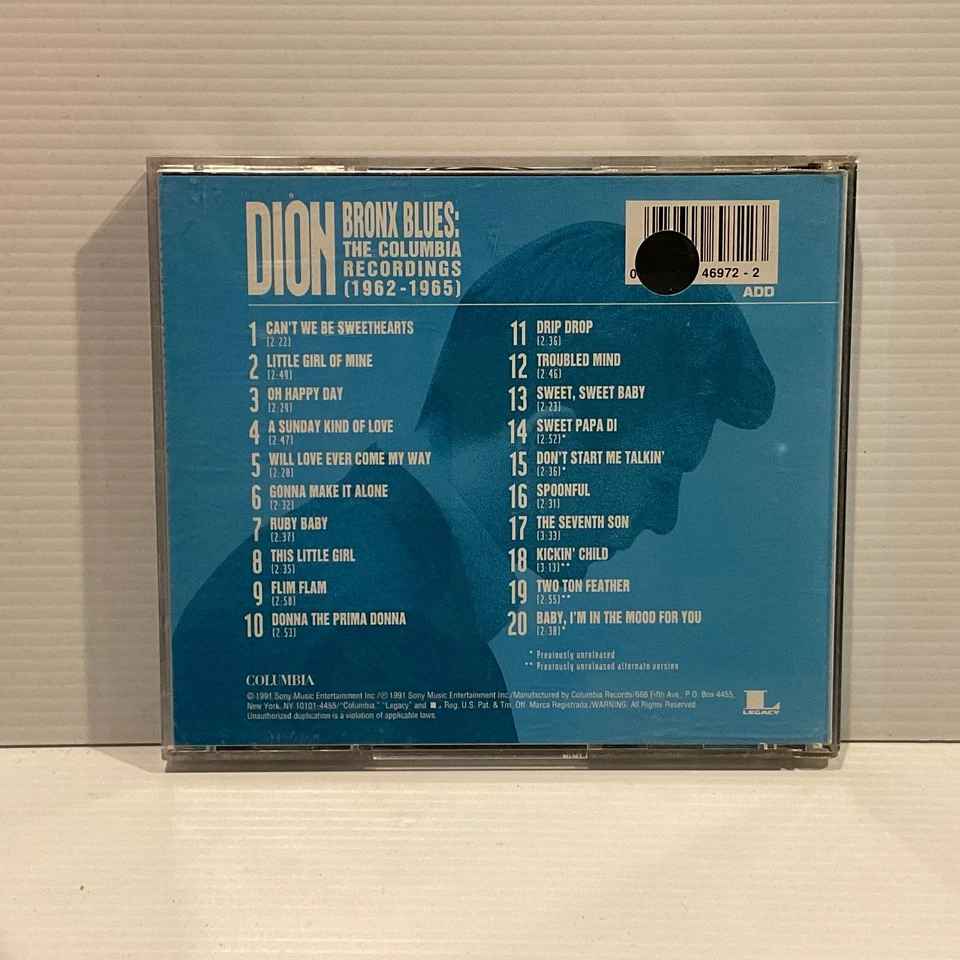 DION
BRONX BLUES:
THE COLUMBIA
RECORDINGS
(1962-1965)
0 46972 - 2
ADD
1 CAN'T WE BE SWEETHEARTS
(2:22)
2 LITTLE GIRL OF MINE
(2:49)
3 OH HAPPY DAY
(2:29)
4 A SUNDAY KIND OF LOVE
(2:47)
5 WILL LOVE EVER COME MY WAY
(2:28)
6 GONNA MAKE IT ALONE
(2:32)
7 RUBY BABY
(2:37)
8 THIS LITTLE GIRL
(2:35)
9 FLIM FLAM
(2:58)
10 DONNA THE PRIMA DONNA
(2:53)
11 DRIP DROP
(2:36)
12 TROUBLED MIND
(2:46)
13 SWEET, SWEET BABY
(2:23)
14 SWEET PAPA DI
(2:52)*
15 DON'T START ME TALKIN'
(2:36)*
16 SPOONFUL
(2:31)
17 THE SEVENTH SON
(3:33)
18 KICKIN' CHILD
(3:13)**
19 TWO TON FEATHER
(2:55)**
20 BABY, I'M IN THE MOOD FOR YOU
(2:38)*
* Previously unreleased
** Previously unreleased alternate version
COLUMBIA
© 1991 Sony Music Entertainment Inc./℗ 1991 Sony Music Entertainment Inc./Manufactured by Columbia Records/666 Fifth Ave., P.O. Box 4455,
New York, NY 10101-4455/"Columbia," "Legacy" and Reg. U.S. Pat. & Tm. Off. Marca Registrada./WARNING: All Rights Reserved.
Unauthorized duplication is a violation of applicable laws.
L
LEGACY